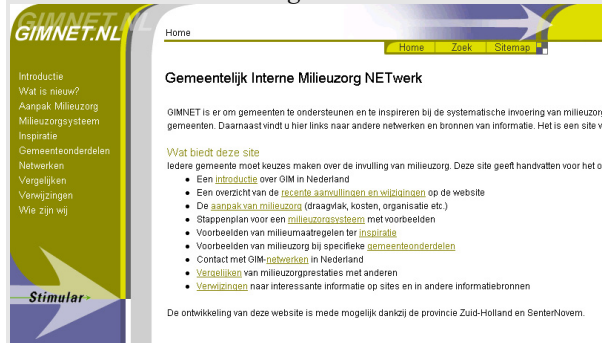 GIMNET.NL
Home
Home Zoek Sitemap
Introductie
Wat is nieuw?
Aanpak Milieuzorg
Milieuzorgsysteem
Inspiratie
Gemeenteonderdelen
Netwerken
Vergelijken
Verwijzingen
Wie zijn wij
Stimular
Gemeentelijk Interne Milieuzorg NETwerk
GIMNET is er om gemeenten te ondersteunen en te inspireren bij de systematische invoering van milieuzorg
gemeenten. Daarnaast vindt u hier links naar andere netwerken en bronnen van informatie. Het is een site v
Wat biedt deze site
Iedere gemeente moet keuzes maken over de invulling van milieuzorg. Deze site geeft handvatten voor het o
• Een introductie over GIM in Nederland
• Een overzicht van de recente aanvullingen en wijzigingen op de website
• De aanpak van milieuzorg (draagvlak, kosten, organisatie etc.)
• Stappenplan voor een milieuzorgsysteem met voorbeelden
• Voorbeelden van milieumaatregelen ter inspiratie
• Voorbeelden van milieuzorg bij specifieke gemeenteonderdelen
• Contact met GIM-netwerken in Nederland
• Vergelijken van milieuzorgprestaties met anderen
• Verwijzingen naar interessante informatie op sites en in andere informatiebronnen
De ontwikkeling van deze website is mede mogelijk dankzij de provincie Zuid-Holland en SenterNovem.